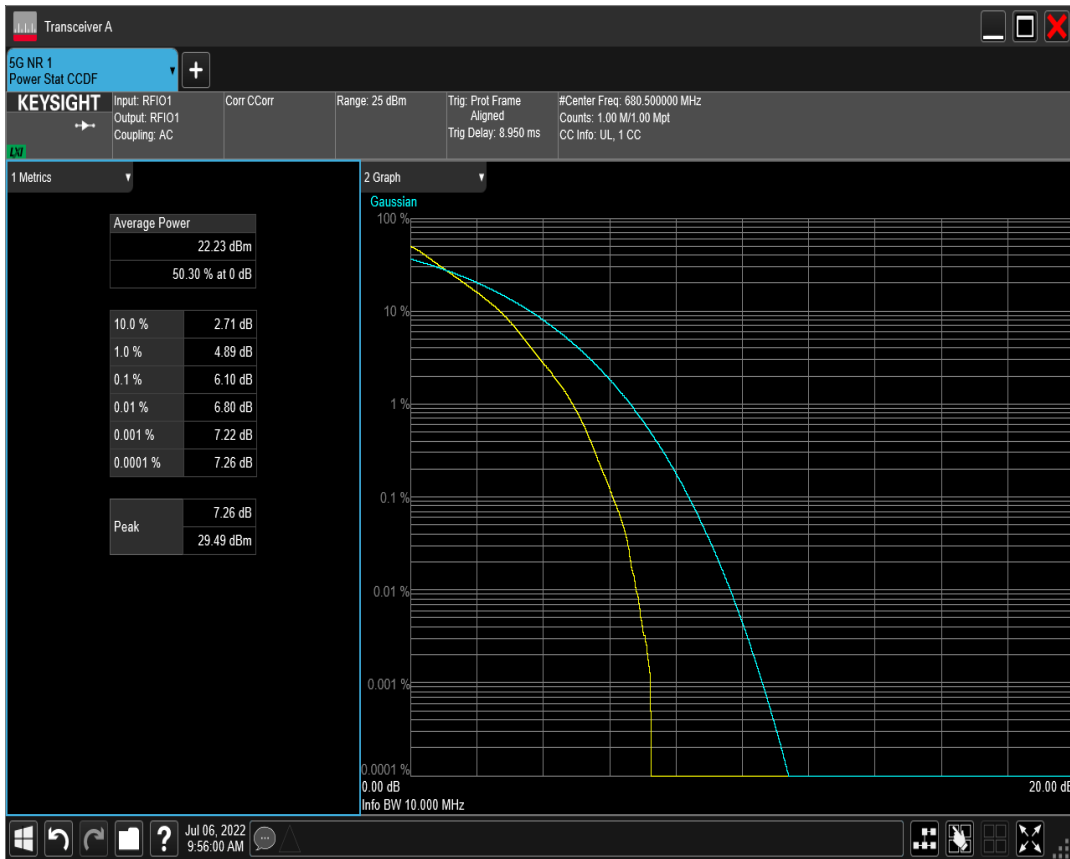 Transceiver A
5G NR 1
Power Stat CCDF
KEYSIGHT
LXI
Input: RFIO1
Output: RFIO1
Coupling: AC
Corr CCorr
Range: 25 dBm
Trig: Prot Frame
Aligned
Trig Delay: 8.950 ms
#Center Freq: 680.500000 MHz
Counts: 1.00 M/1.00 Mpt
CC Info: UL, 1 CC
1 Metrics
Average Power
22.23 dBm
50.30 % at 0 dB
10.0 % 2.71 dB
1.0 % 4.89 dB
0.1 % 6.10 dB
0.01 % 6.80 dB
0.001 % 7.22 dB
0.0001 % 7.26 dB
Peak
7.26 dB
29.49 dBm
2 Graph
Gaussian
100 %
10 %
1 %
0.1 %
0.01 %
0.001 %
0.0001 %
0.00 dB 20.00 dB
Info BW 10.000 MHz
?
Jul 06, 2022
9:56:00 AM